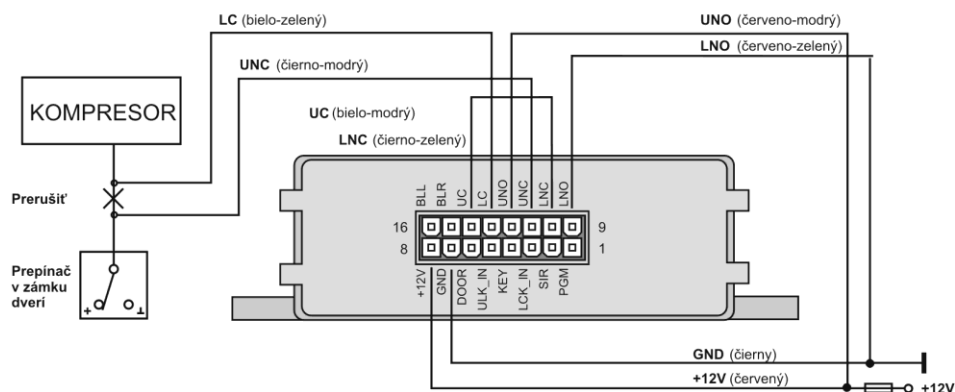 LC (bielo-zelený)
UNO (červeno-modrý)
LNO (červeno-zelený)
UNC (čierno-modrý)
KOMPRESOR
UC (bielo-modrý)
LNC (čierno-zelený)
Prerušiť
BLL
BLR
UC
LC
UNO
UNC
LNC
LNO
16
9
8
1
Prepínač
v zámku
dverí
+
⊥
+12V
GND
DOOR
ULK_IN
KEY
LCK_IN
SIR
PGM
GND (čierny)
+12V (červený)
+12V